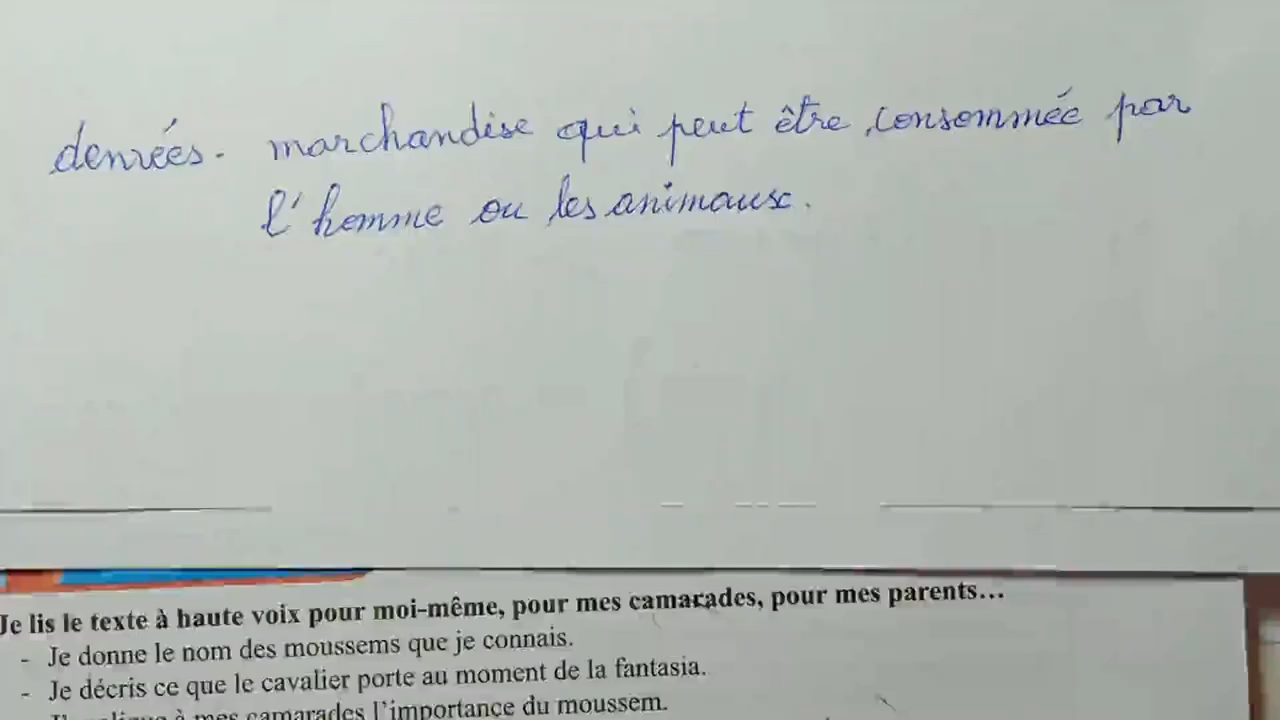 denrées. marchandise qui peut être consommée par
l'homme ou les animaux.
Je lis le texte à haute voix pour moi-même, pour mes camarades, pour mes parents…
- Je donne le nom des moussems que je connais.
- Je décris ce que le cavalier porte au moment de la fantasia.
à mes camarades l'importance du moussem.